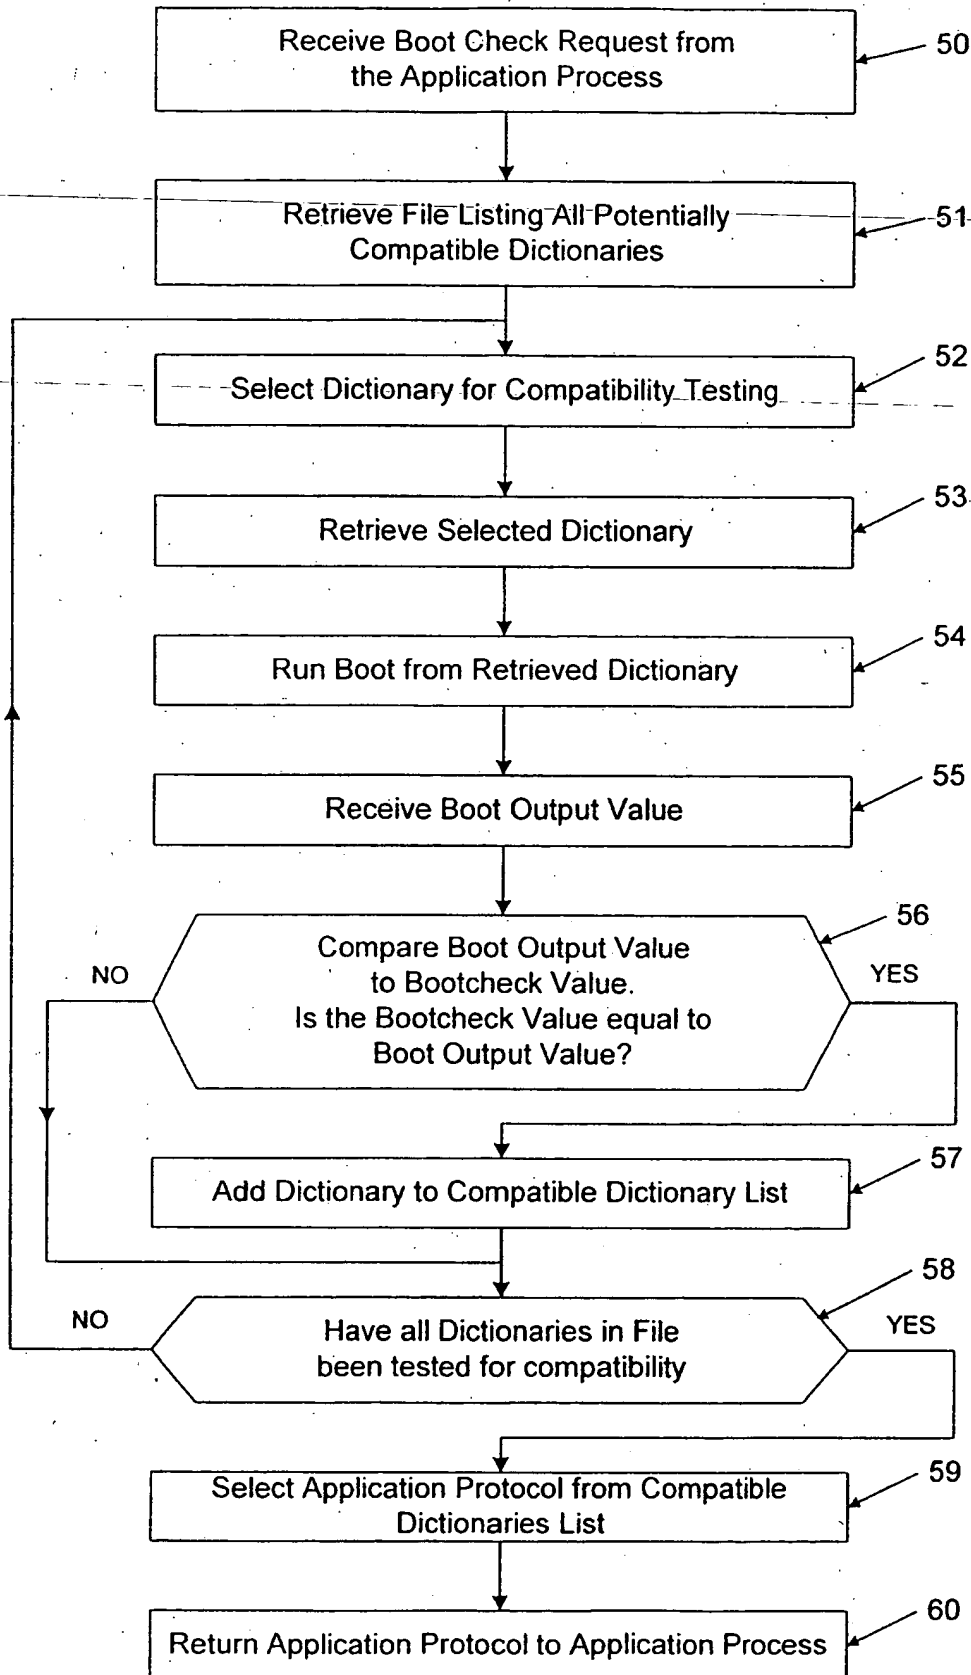 Receive Boot Check Request from
the Application Process
50
Retrieve File Listing All Potentially
Compatible Dictionaries
51
Select Dictionary for Compatibility Testing
52
Retrieve Selected Dictionary
53
Run Boot from Retrieved Dictionary
54
Receive Boot Output Value
55
Compare Boot Output Value
to Bootcheck Value.
Is the Bootcheck Value equal to
Boot Output Value?
56
NO
YES
Add Dictionary to Compatible Dictionary List
57
Have all Dictionaries in File
been tested for compatibility
58
NO
YES
Select Application Protocol from Compatible
Dictionaries List
59
Return Application Protocol to Application Process
60